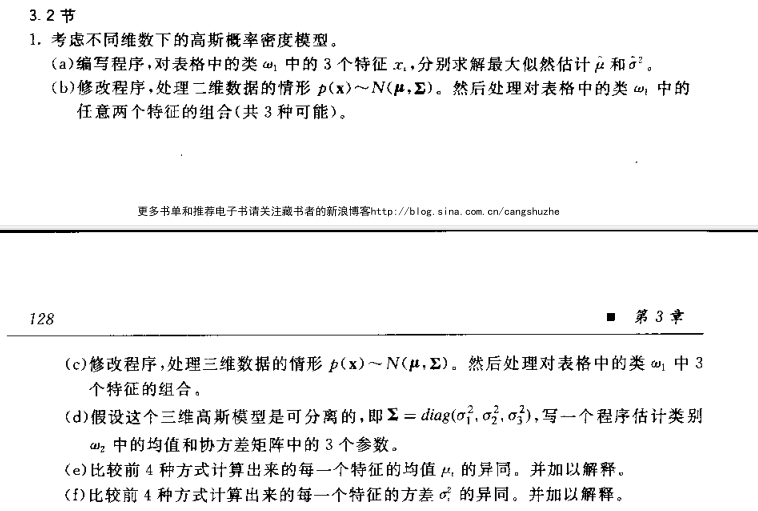 3.2节
1. 考虑不同维数下的高斯概率密度模型。
(a)编写程序,对表格中的类 ω₁ 中的 3 个特征 xᵢ,分别求解最大似然估计 μ̂ 和σ̂²。
(b)修改程序,处理二维数据的情形 p(x)～N(μ,Σ)。然后处理对表格中的类 ω₁ 中的
任意两个特征的组合(共 3 种可能)。
更多书单和推荐电子书请关注藏书者的新浪博客http://blog.sina.com.cn/cangshuzhe
128 ■ 第 3 章
(c)修改程序,处理三维数据的情形 p(x)～N(μ,Σ)。然后处理对表格中的类 ω₁ 中 3
个特征的组合。
(d)假设这个三维高斯模型是可分离的,即 Σ = diag(σ₁²,σ₂²,σ₃²),写一个程序估计类别
ω₂ 中的均值和协方差矩阵中的 3 个参数。
(e)比较前 4 种方式计算出来的每一个特征的均值 μᵢ 的异同。并加以解释。
(f)比较前 4 种方式计算出来的每一个特征的方差 σᵢ² 的异同。并加以解释。